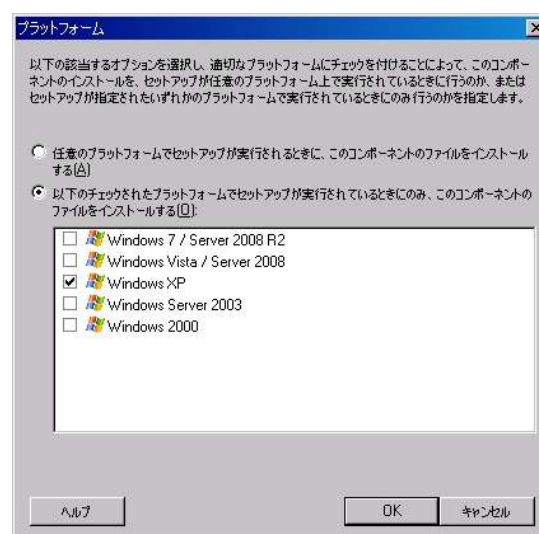 プラットフォーム
以下の該当するオプションを選択し、適切なプラットフォームにチェックを付けることによって、このコンポー
ネントのインストールを、セットアップが任意のプラットフォーム上で実行されているときに行うのか、または
セットアップが指定されたいずれかのプラットフォームで実行されているときにのみ行うのかを指定します。
任意のプラットフォームでセットアップが実行されるときに、このコンポーネントのファイルをインストール
する(A)
以下のチェックされたプラットフォームでセットアップが実行されているときにのみ、このコンポーネントの
ファイルをインストールする(O):
Windows 7 / Server 2008 R2
Windows Vista / Server 2008
Windows XP
Windows Server 2003
Windows 2000
ヘルプ
OK
キャンセル